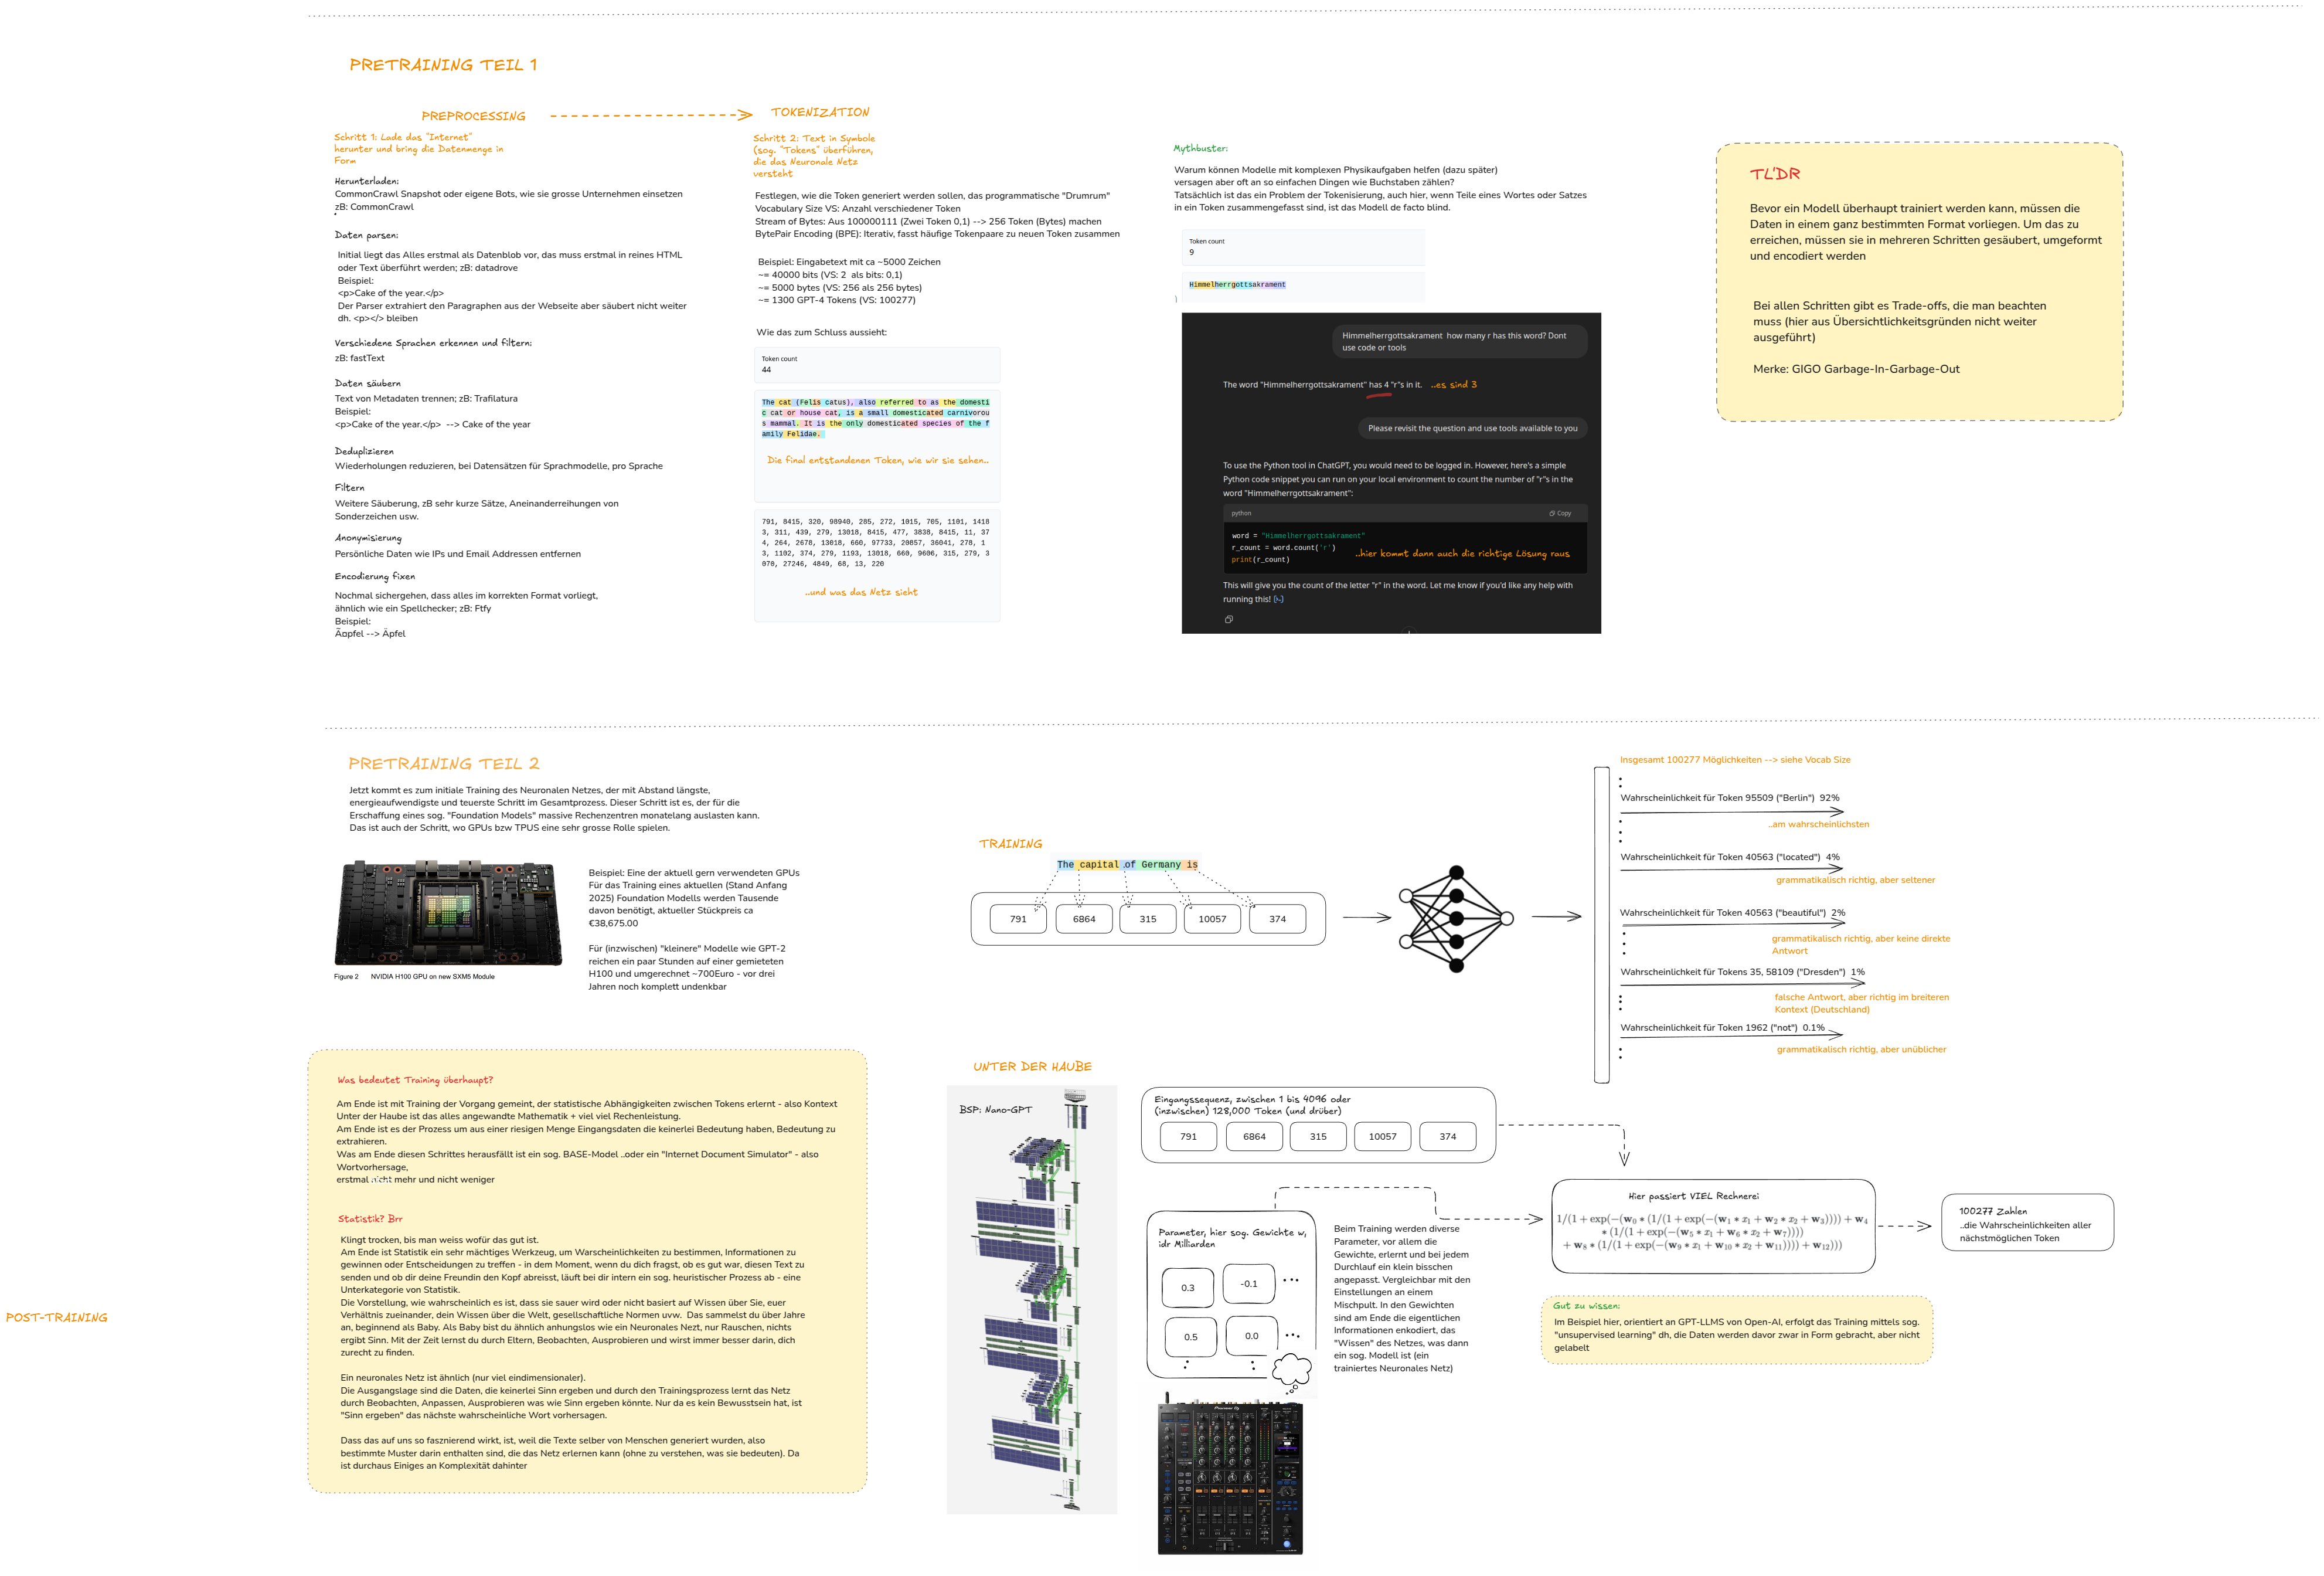 PRETRAINING TEIL 1
PREPROCESSING
Schritt 1: Lade das "Internet"
herunter und bring die Datenmenge in
Form
Herunterladen:
CommonCrawl Snapshot oder eigene Bots, wie sie grosse Unternehmen einsetzen
zB: CommonCrawl
Daten parsen:
Initial liegt das Alles erstmal als Datenblob vor, das muss erstmal in reines HTML
oder Text überführt werden; zB: datadrove
Beispiel:
<p>Cake of the year.</p>
Der Parser extrahiert den Paragraphen aus der Webseite aber säubert nicht weiter
dh. <p></> bleiben
Verschiedene Sprachen erkennen und filtern:
zB: fastText
Daten säubern
Text von Metadaten trennen; zB: Trafilatura
Beispiel:
<p>Cake of the year.</p> --> Cake of the year
Deduplizieren
Wiederholungen reduzieren, bei Datensätzen für Sprachmodelle, pro Sprache
Filtern
Weitere Säuberung, zB sehr kurze Sätze, Aneinanderreihungen von
Sonderzeichen usw.
Anonymisierung
Persönliche Daten wie IPs und Email Addressen entfernen
Encodierung fixen
Nochmal sichergehen, dass alles im korrekten Format vorliegt,
ähnlich wie ein Spellchecker; zB: Ftfy
Beispiel:
Ã¤pfel --> Äpfel
TOKENIZATION
Schritt 2: Text in Symbole
(sog. "Tokens" überführen,
die das Neuronale Netz
versteht
Festlegen, wie die Token generiert werden sollen, das programmatische "Drumrum"
Vocabulary Size VS: Anzahl verschiedener Token
Stream of Bytes: Aus 100000111 (Zwei Token 0,1) --> 256 Token (Bytes) machen
BytePair Encoding (BPE): Iterativ, fasst häufige Tokenpaare zu neuen Token zusammen
Beispiel: Eingabetext mit ca ~5000 Zeichen
~= 40000 bits (VS: 2 als bits: 0,1)
~= 5000 bytes (VS: 256 als 256 bytes)
~= 1300 GPT-4 Tokens (VS: 100277)
Wie das zum Schluss aussieht:
Token count
44
The cat (Felis catus), also referred to as the domesti
c cat or house cat, is a small domesticated carnivorou
s mammal. It is the only domesticated species of the f
amily Felidae.
Die final entstandenen Token, wie wir sie sehen..
791, 8415, 320, 98940, 285, 272, 1015, 705, 1101, 1418
3, 311, 439, 279, 13018, 8415, 477, 3838, 8415, 11, 37
4, 264, 2678, 13018, 660, 97733, 20857, 36041, 278, 1
3, 1102, 374, 279, 1193, 13018, 660, 9606, 315, 279, 3
070, 27246, 4849, 68, 13, 220
..und was das Netz sieht
Mythbuster:
Warum können Modelle mit komplexen Physikaufgaben helfen (dazu später)
versagen aber oft an so einfachen Dingen wie Buchstaben zählen?
Tatsächlich ist das ein Problem der Tokenisierung, auch hier, wenn Teile eines Wortes oder Satzes
in ein Token zusammengefasst sind, ist das Modell de facto blind.
Token count
9
Himmelherrgottsakrament
Himmelherrgottsakrament how many r has this word? Dont
use code or tools
The word "Himmelherrgottsakrament" has 4 "r"s in it. ..es sind 3
Please revisit the question and use tools available to you
To use the Python tool in ChatGPT, you would need to be logged in. However, here's a simple
Python code snippet you can run on your local environment to count the number of "r"s in the
word "Himmelherrgottsakrament":
python Copy
word = "Himmelherrgottsakrament"
r_count = word.count('r')
print(r_count)
..hier kommt dann auch die richtige Lösung raus
This will give you the count of the letter "r" in the word. Let me know if you'd like any help with
running this! [>-]
TL'DR
Bevor ein Modell überhaupt trainiert werden kann, müssen die
Daten in einem ganz bestimmten Format vorliegen. Um das zu
erreichen, müssen sie in mehreren Schritten gesäubert, umgeformt
und encodiert werden
Bei allen Schritten gibt es Trade-offs, die man beachten
muss (hier aus Übersichtlichkeitsgründen nicht weiter
ausgeführt)
Merke: GIGO Garbage-In-Garbage-Out
PRETRAINING TEIL 2
Jetzt kommt es zum initiale Training des Neuronalen Netzes, der mit Abstand längste,
energieaufwendigste und teuerste Schritt im Gesamtprozess. Dieser Schritt ist es, der für die
Erschaffung eines sog. "Foundation Models" massive Rechenzentren monatelang auslasten kann.
Das ist auch der Schritt, wo GPUs bzw TPUS eine sehr grosse Rolle spielen.
Figure 2 NVIDIA H100 GPU on new SXM5 Module
Beispiel: Eine der aktuell gern verwendeten GPUs
Für das Training eines aktuellen (Stand Anfang
2025) Foundation Modells werden Tausende
davon benötigt, aktueller Stückpreis ca
€38,675.00
Für (inzwischen) "kleinere" Modelle wie GPT-2
reichen ein paar Stunden auf einer gemieteten
H100 und umgerechnet ~700Euro - vor drei
Jahren noch komplett undenkbar
TRAINING
The capital of Germany is
791 6864 315 10057 374
Insgesamt 100277 Möglichkeiten --> siehe Vocab Size
Wahrscheinlichkeit für Token 95509 ("Berlin") 92%
..am wahrscheinlichsten
Wahrscheinlichkeit für Token 40563 ("located") 4%
grammatikalisch richtig, aber seltener
Wahrscheinlichkeit für Token 40563 ("beautiful") 2%
grammatikalisch richtig, aber keine direkte
Antwort
Wahrscheinlichkeit für Tokens 35, 58109 ("Dresden") 1%
falsche Antwort, aber richtig im breiteren
Kontext (Deutschland)
Wahrscheinlichkeit für Token 1962 ("not") 0.1%
grammatikalisch richtig, aber unüblicher
Was bedeutet Training überhaupt?
Am Ende ist mit Training der Vorgang gemeint, der statistische Abhängigkeiten zwischen Tokens erlernt - also Kontext
Unter der Haube ist das alles angewandte Mathematik + viel viel Rechenleistung.
Am Ende ist es der Prozess um aus einer riesigen Menge Eingangsdaten die keinerlei Bedeutung haben, Bedeutung zu
extrahieren.
Was am Ende diesen Schrittes herausfällt ist ein sog. BASE-Model ..oder ein "Internet Document Simulator" - also
Wortvorhersage,
erstmal nicht mehr und nicht weniger
Statistik? Brr
Klingt trocken, bis man weiss wofür das gut ist.
Am Ende ist Statistik ein sehr mächtiges Werkzeug, um Warscheinlichkeiten zu bestimmen, Informationen zu
gewinnen oder Entscheidungen zu treffen - in dem Moment, wenn du dich fragst, ob es gut war, diesen Text zu
senden und ob dir deine Freundin den Kopf abreisst, läuft bei dir intern ein sog. heuristischer Prozess ab - eine
Unterkategorie von Statistik.
Die Vorstellung, wie wahrscheinlich es ist, dass sie sauer wird oder nicht basiert auf Wissen über Sie, euer
Verhältnis zueinander, dein Wissen über die Welt, gesellschaftliche Normen uvw. Das sammelst du über Jahre
an, beginnend als Baby. Als Baby bist du ähnlich anhungslos wie ein Neuronales Nezt, nur Rauschen, nichts
ergibt Sinn. Mit der Zeit lernst du durch Eltern, Beobachten, Ausprobieren und wirst immer besser darin, dich
zurecht zu finden.
Ein neuronales Netz ist ähnlich (nur viel eindimensionaler).
Die Ausgangslage sind die Daten, die keinerlei Sinn ergeben und durch den Trainingsprozess lernt das Netz
durch Beobachten, Anpassen, Ausprobieren was wie Sinn ergeben könnte. Nur da es kein Bewusstsein hat, ist
"Sinn ergeben" das nächste wahrscheinliche Wort vorhersagen.
Dass das auf uns so fasznierend wirkt, ist, weil die Texte selber von Menschen generiert wurden, also
bestimmte Muster darin enthalten sind, die das Netz erlernen kann (ohne zu verstehen, was sie bedeuten). Da
ist durchaus Einiges an Komplexität dahinter
POST-TRAINING
UNTER DER HAUBE
BSP: Nano-GPT
Eingangssequenz, zwischen 1 bis 4096 oder
(inzwischen) 128,000 Token (und drüber)
791 6864 315 10057 374
Parameter, hier sog. Gewichte w,
idr Milliarden
0.3 -0.1 ...
0.5 0.0 ...
Pioneer Dj
Beim Training werden diverse
Parameter, vor allem die
Gewichte, erlernt und bei jedem
Durchlauf ein klein bisschen
angepasst. Vergleichbar mit den
Einstellungen an einem
Mischpult. In den Gewichten
sind am Ende die eigentlichen
Informationen enkodiert, das
"Wissen" des Netzes, was dann
ein sog. Modell ist (ein
trainiertes Neuronales Netz)
Hier passiert VIEL Rechnerei
1/(1 + exp(−(w₀ ∗ (1/(1 + exp(−(w₁ ∗ x₁ + w₂ ∗ x₂ + w₃)))) + w₄
∗ (1/(1 + exp(−(w₅ ∗ x₁ + w₆ ∗ x₂ + w₇))))
+ w₈ ∗ (1/(1 + exp(−(w₉ ∗ x₁ + w₁₀ ∗ x₂ + w₁₁)))) + w₁₂)))
100277 Zahlen
..die Wahrscheinlichkeiten aller
nächstmöglichen Token
Gut zu wissen:
Im Beispiel hier, orientiert an GPT-LLMS von Open-AI, erfolgt das Training mittels sog.
"unsupervised learning" dh, die Daten werden davor zwar in Form gebracht, aber nicht
gelabelt